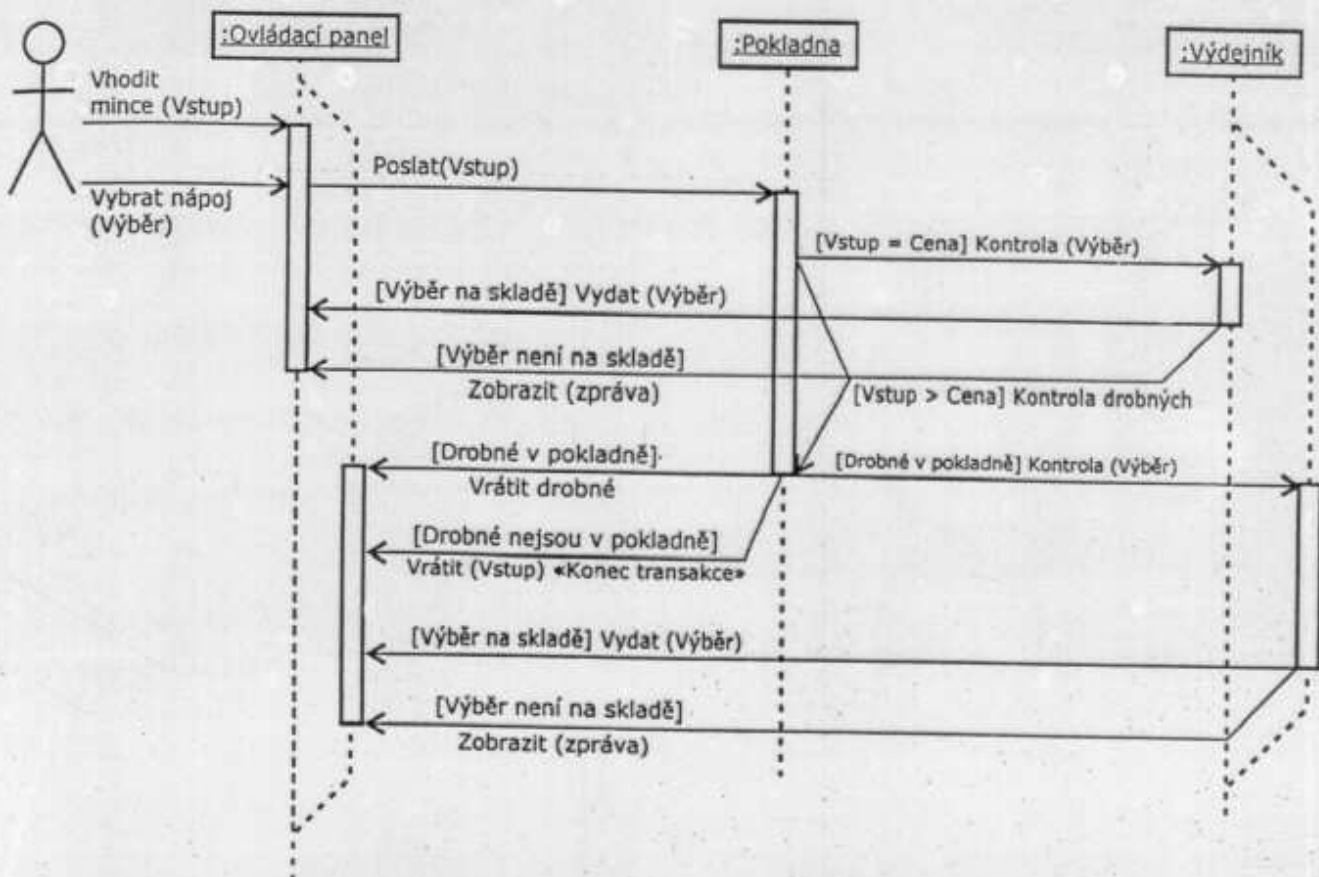 :Ovládací panel
:Pokladna
:Výdejník
Vhodit
mince (Vstup)
Poslat(Vstup)
Vybrat nápoj
(Výběr)
[Vstup = Cena] Kontrola (Výběr)
[Výběr na skladě] Vydat (Výběr)
[Výběr není na skladě]
Zobrazit (zpráva)
[Vstup > Cena] Kontrola drobných
[Drobné v pokladně]
Vrátit drobné
[Drobné v pokladně] Kontrola (Výběr)
[Drobné nejsou v pokladně]
Vrátit (Vstup) «Konec transakce»
[Výběr na skladě] Vydat (Výběr)
[Výběr není na skladě]
Zobrazit (zpráva)